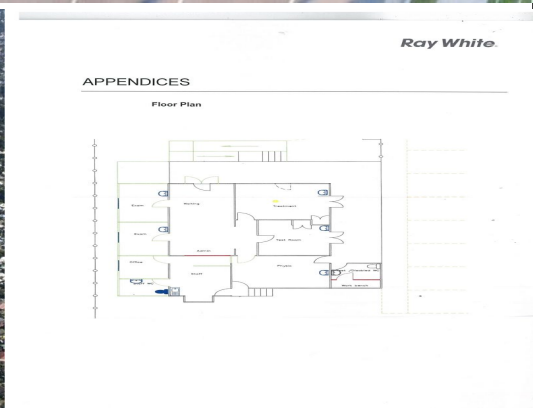 Ray White.
APPENDICES
Floor Plan
Exam
Waiting
Treatment
Exam
Test Room
Office
Staff
Physio